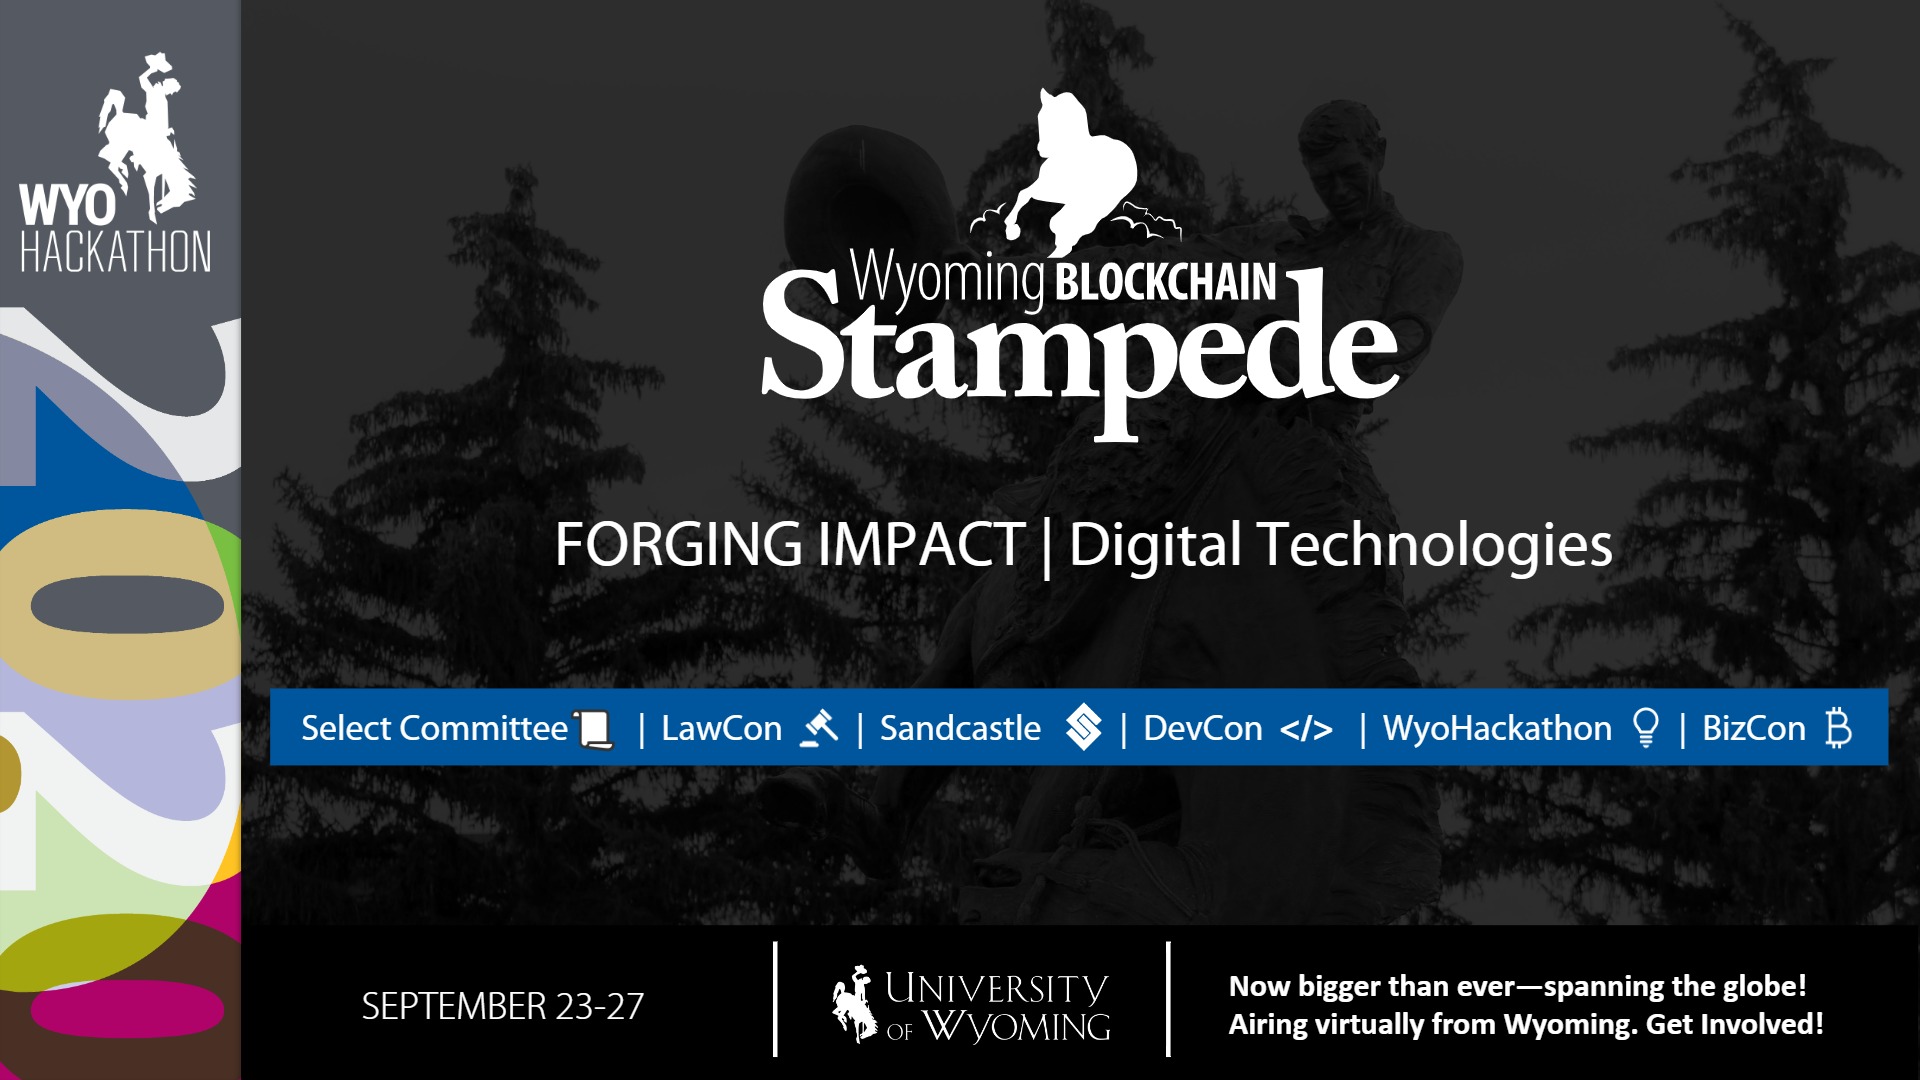 WYO
HACKATHON
2020
Wyoming BLOCKCHAIN
Stampede
FORGING IMPACT | Digital Technologies
Select Committee | LawCon | Sandcastle | DevCon </> | WyoHackathon | BizCon
SEPTEMBER 23-27
UNIVERSITY
OF WYOMING
Now bigger than ever—spanning the globe!
Airing virtually from Wyoming. Get Involved!